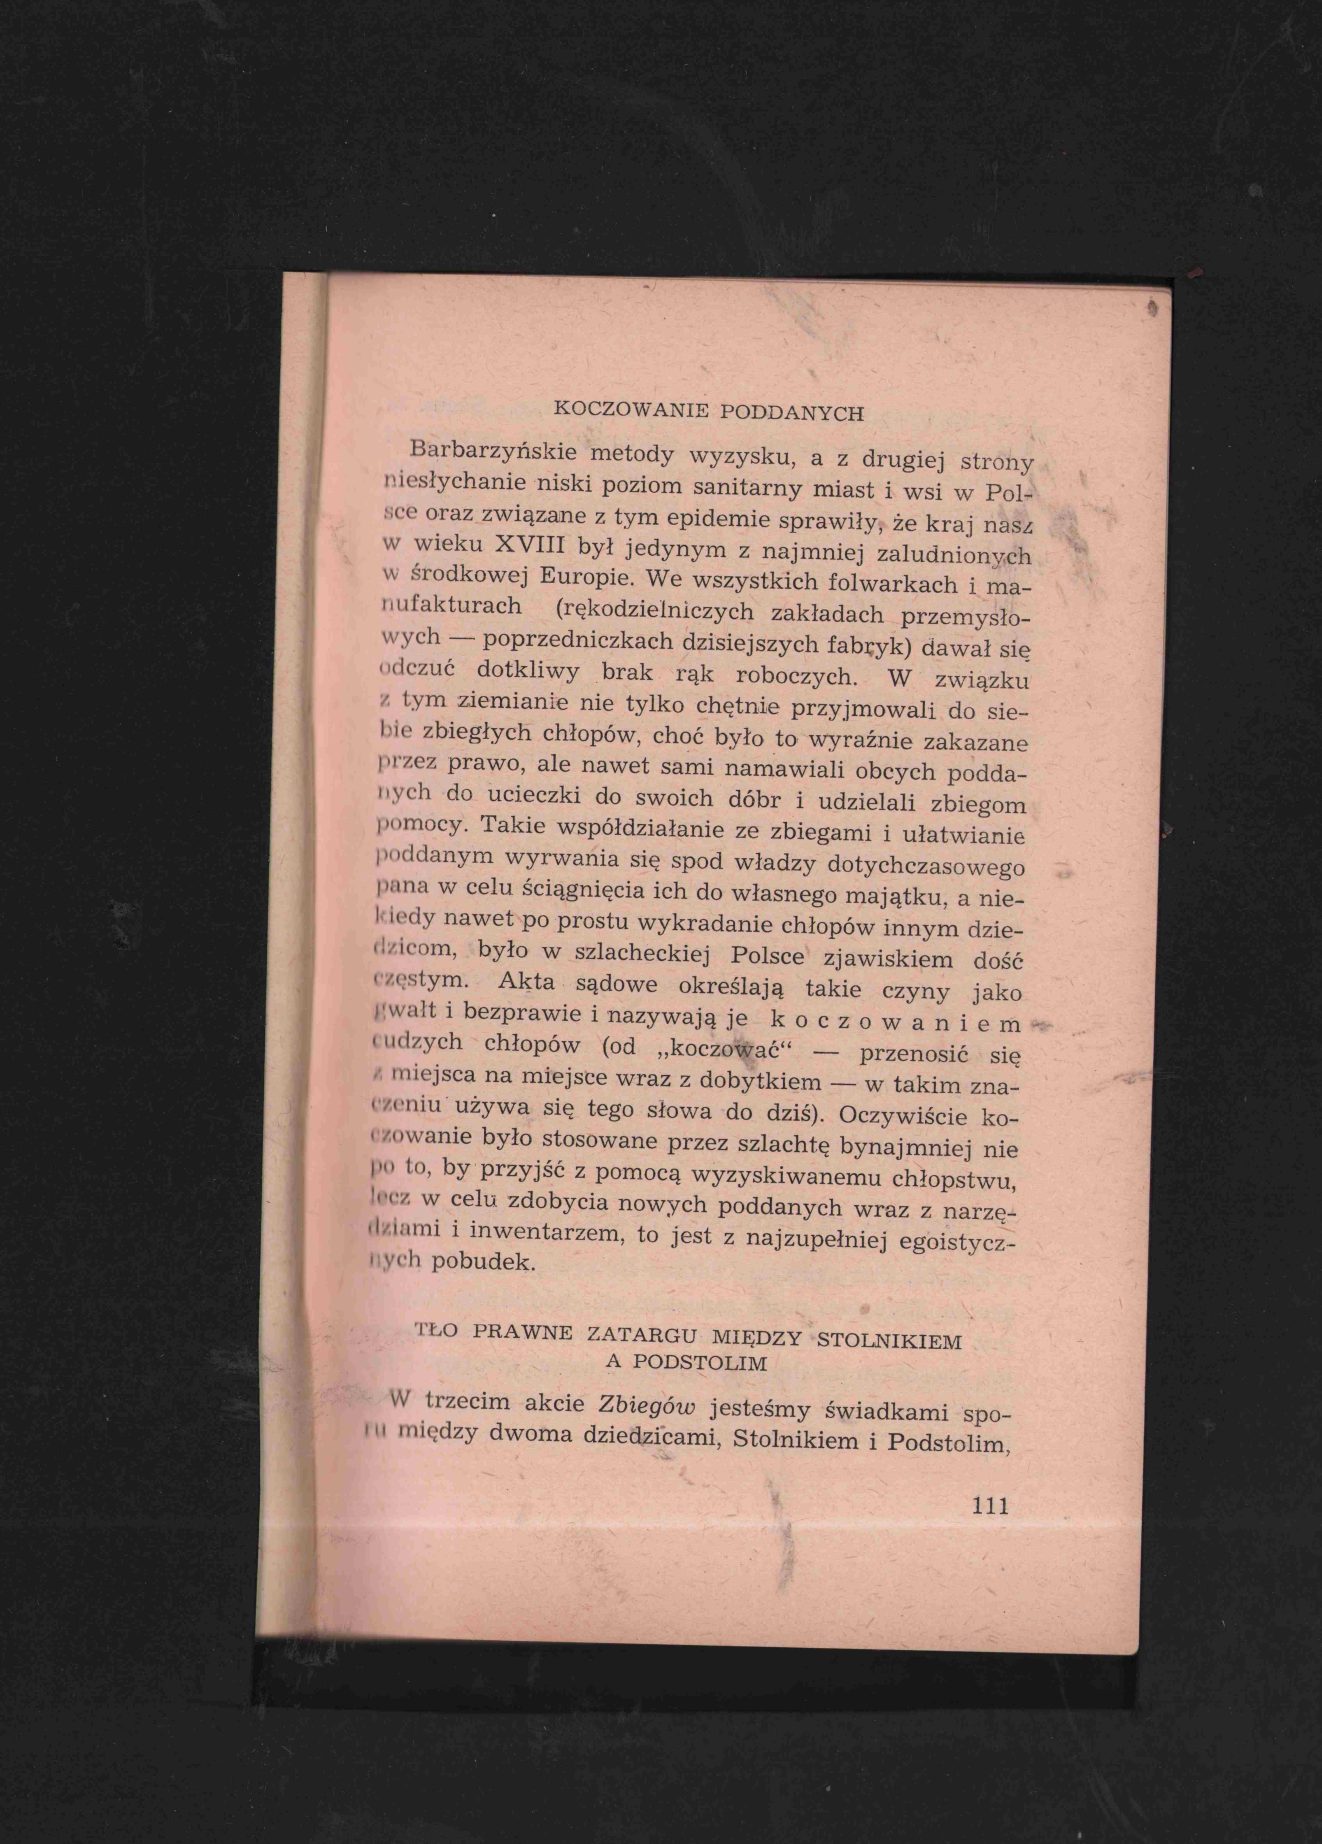 KOCZOWANIE PODDANYCH
Barbarzyńskie metody wyzysku, a z drugiej strony
niesłychanie niski poziom sanitarny miast i wsi w Pol-
sce oraz związane z tym epidemie sprawiły, że kraj nasz
w wieku XVIII był jedynym z najmniej zaludnionych
w środkowej Europie. We wszystkich folwarkach i ma-
nufakturach (rękodzielniczych zakładach przemysło-
wych — poprzedniczkach dzisiejszych fabryk) dawał się
odczuć dotkliwy brak rąk roboczych. W związku
z tym ziemianie nie tylko chętnie przyjmowali do sie-
bie zbiegłych chłopów, choć było to wyraźnie zakazane
przez prawo, ale nawet sami namawiali obcych podda-
nych do ucieczki do swoich dóbr i udzielali zbiegom
pomocy. Takie współdziałanie ze zbiegami i ułatwianie
poddanym wyrwania się spod władzy dotychczasowego
pana w celu ściągnięcia ich do własnego majątku, a nie-
kiedy nawet po prostu wykradanie chłopów innym dzie-
dzicom, było w szlacheckiej Polsce zjawiskiem dość
częstym. Akta sądowe określają takie czyny jako
gwałt i bezprawie i nazywają je k o c z o w a n i e m
cudzych chłopów (od „koczować“ — przenosić się
z miejsca na miejsce wraz z dobytkiem — w takim zna-
czeniu używa się tego słowa do dziś). Oczywiście ko-
czowanie było stosowane przez szlachtę bynajmniej nie
po to, by przyjść z pomocą wyzyskiwanemu chłopstwu,
lecz w celu zdobycia nowych poddanych wraz z narzę-
dziami i inwentarzem, to jest z najzupełniej egoistycz-
nych pobudek.
TŁO PRAWNE ZATARGU MIĘDZY STOLNIKIEM
A PODSTOLIM
W trzecim akcie Zbiegów jesteśmy świadkami spo-
ru między dwoma dziedzicami, Stolnikiem i Podstolim,
111